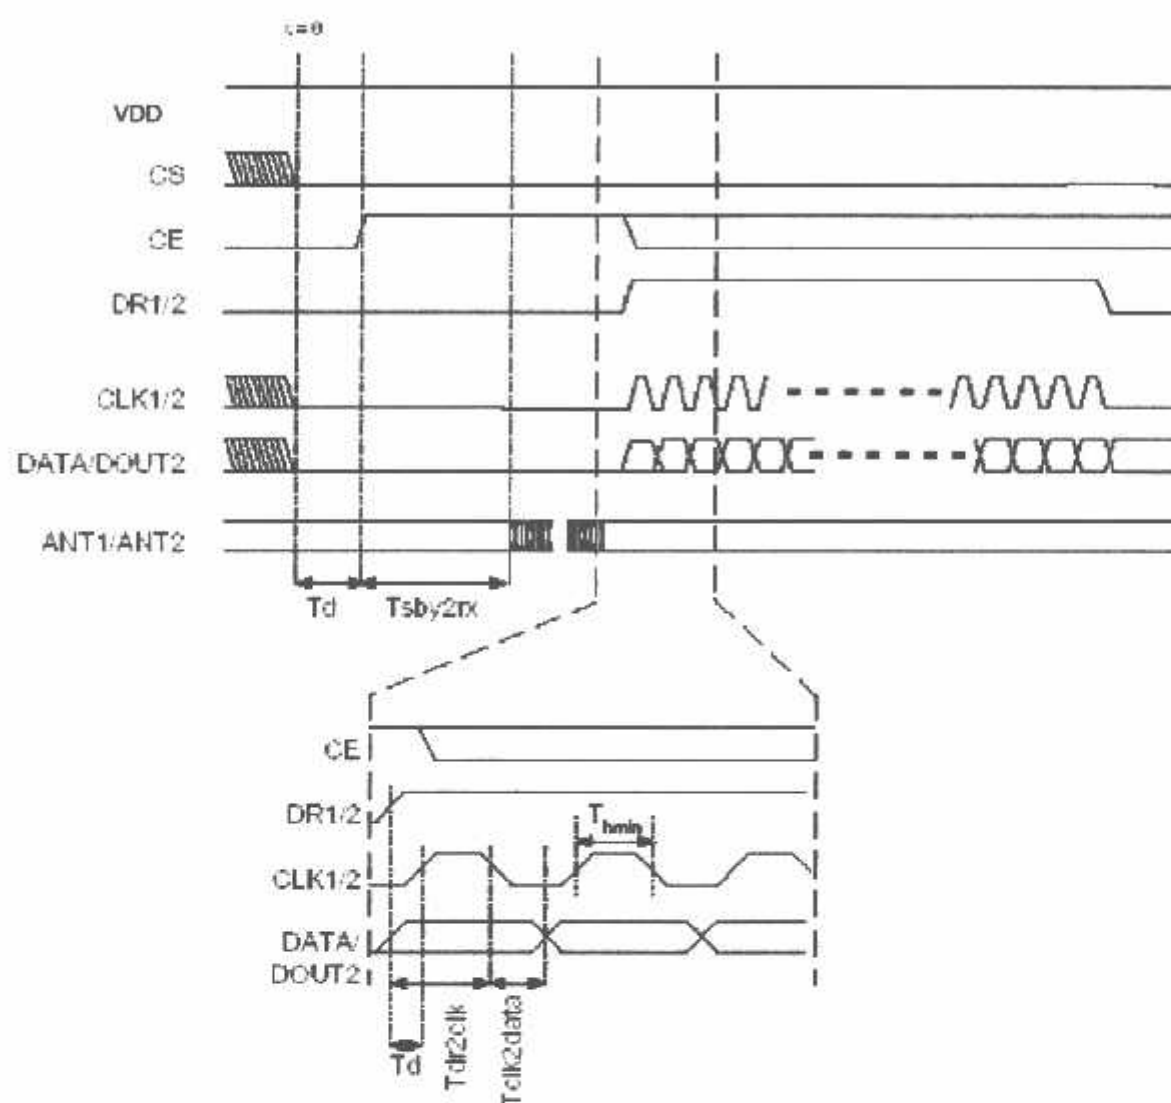 t=0
VDD
CS
CE
DR1/2
CLK1/2
DATA/DOUT2
ANT1/ANT2
Td
Tsby2rx
CE
DR1/2
Thmin
CLK1/2
DATA/
DOUT2
Td
Tdr2clk
Tclk2data